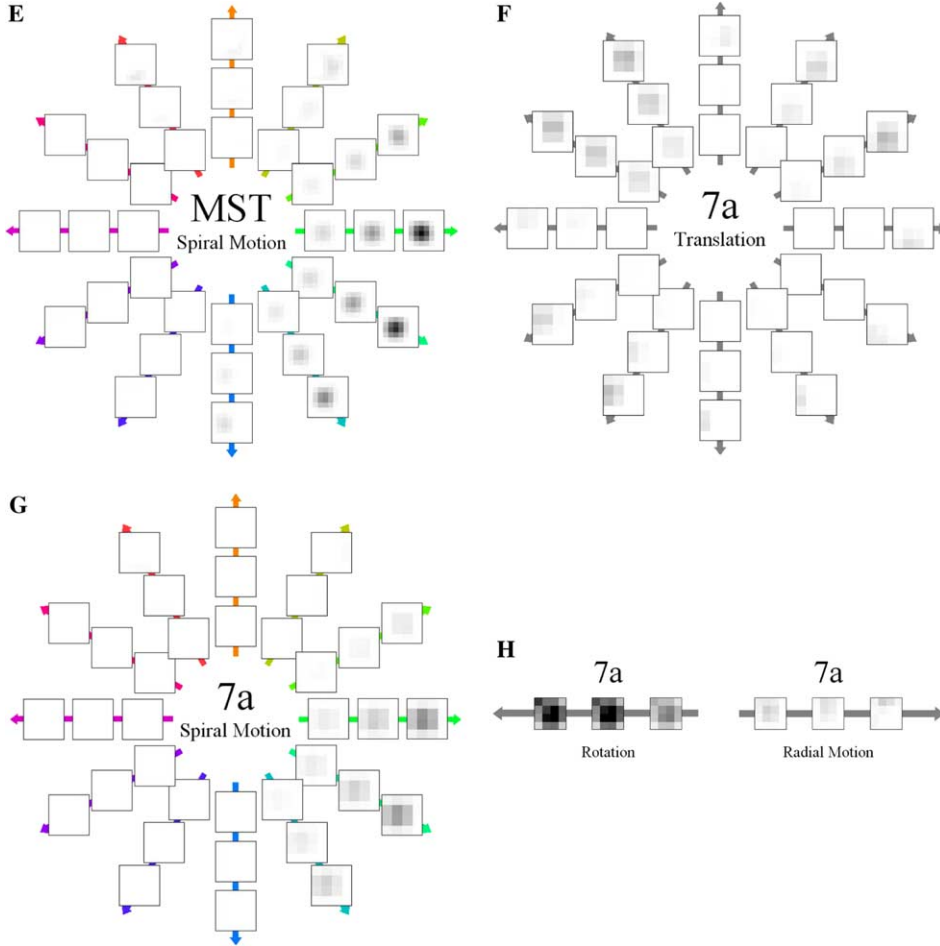 E
MST
Spiral Motion
F
7a
Translation
G
7a
Spiral Motion
H
7a
Rotation
7a
Radial Motion